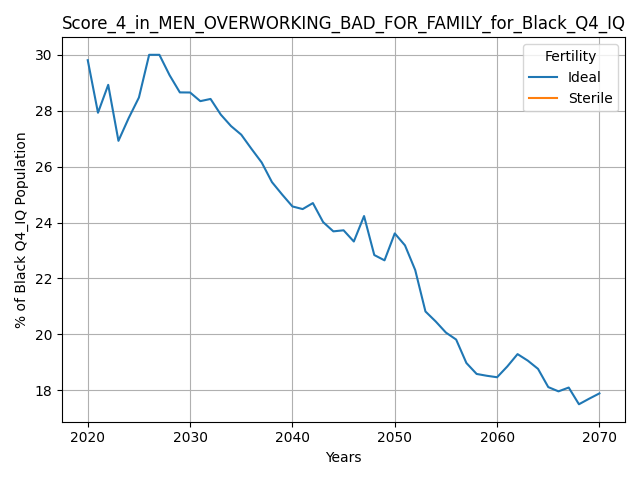 Score_4_in_MEN_OVERWORKING_BAD_FOR_FAMILY_for_Black_Q4_IQ
Fertility
Ideal
Sterile
% of Black Q4_IQ Population
30
28
26
24
22
20
18
2020 2030 2040 2050 2060 2070
Years